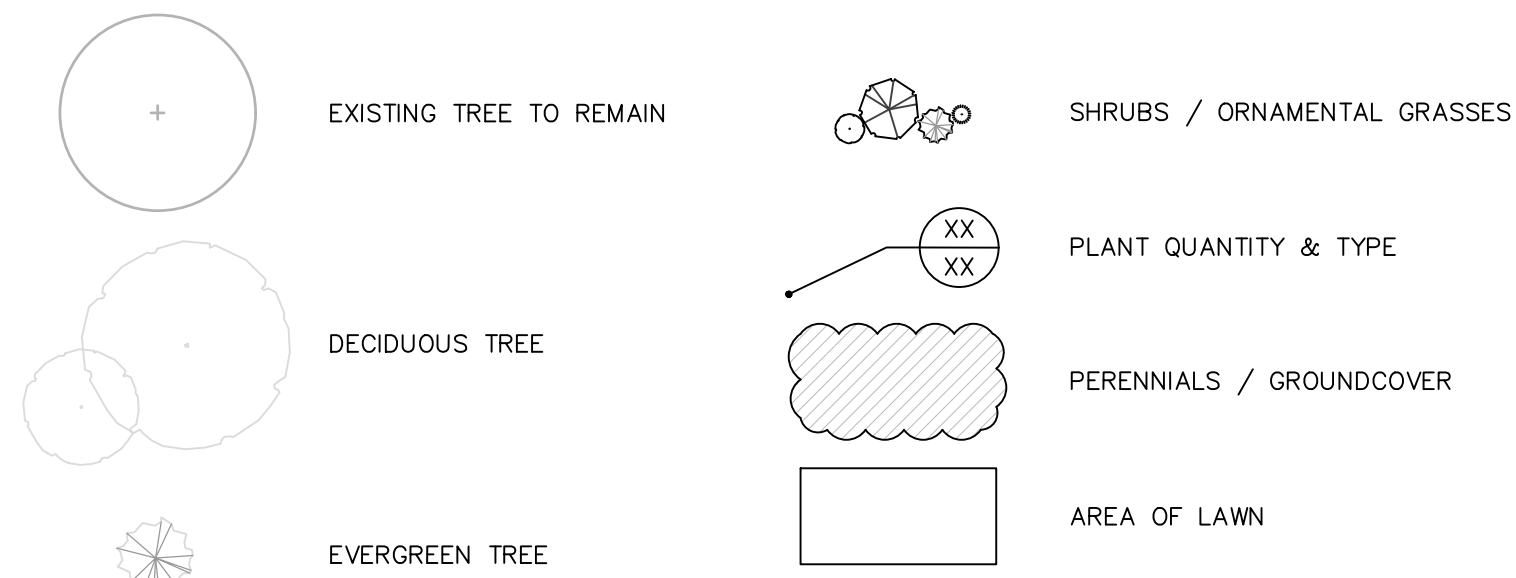 EXISTING TREE TO REMAIN
DECIDUOUS TREE
EVERGREEN TREE
SHRUBS / ORNAMENTAL GRASSES
XX
XX
PLANT QUANTITY & TYPE
PERENNIALS / GROUNDCOVER
AREA OF LAWN